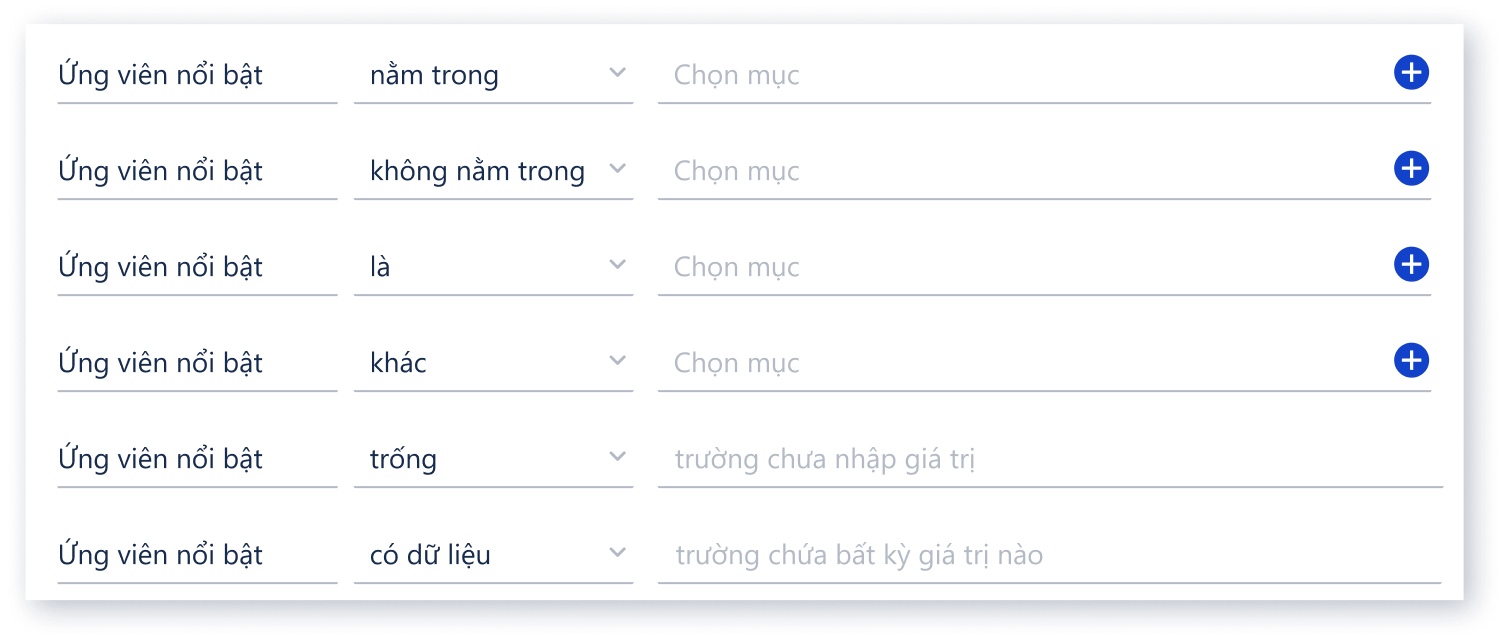 Ứng viên nổi bật nằm trong Chọn mục
Ứng viên nổi bật không nằm trong Chọn mục
Ứng viên nổi bật là Chọn mục
Ứng viên nổi bật khác Chọn mục
Ứng viên nổi bật trống trường chưa nhập giá trị
Ứng viên nổi bật có dữ liệu trường chứa bất kỳ giá trị nào